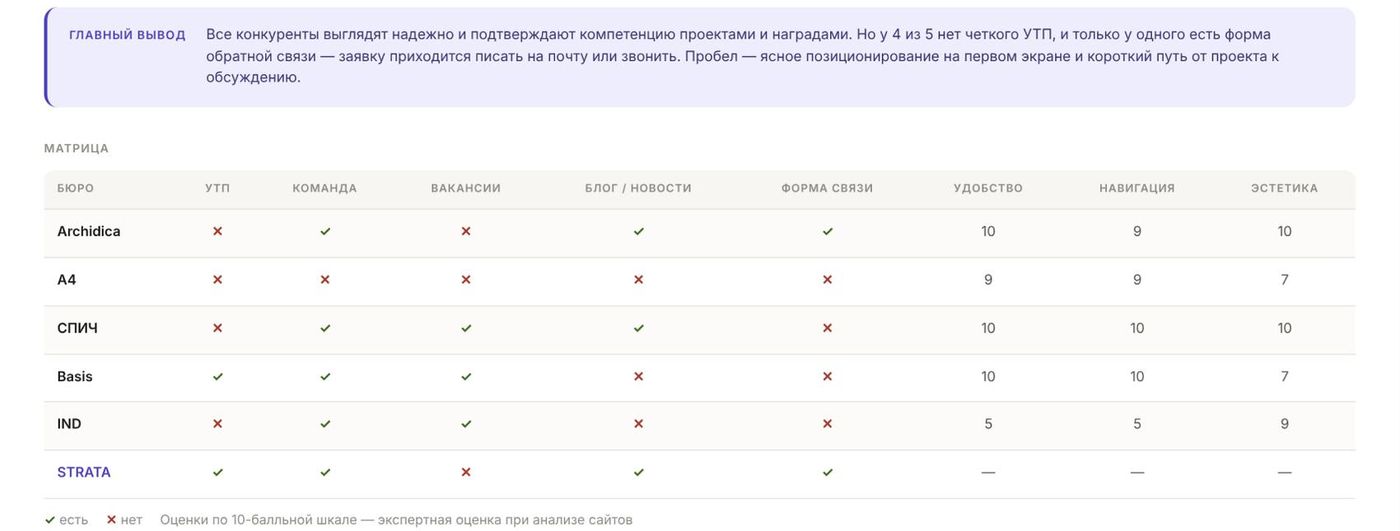 ГЛАВНЫЙ ВЫВОД Все конкуренты выглядят надежно и подтверждают компетенцию проектами и наградами. Но у 4 из 5 нет четкого УТП, и только у одного есть форма
обратной связи — заявку приходится писать на почту или звонить. Пробел — ясное позиционирование на первом экране и короткий путь от проекта к
обсуждению.
МАТРИЦА
БЮРО УТП КОМАНДА ВАКАНСИИ БЛОГ / НОВОСТИ ФОРМА СВЯЗИ УДОБСТВО НАВИГАЦИЯ ЭСТЕТИКА
Archidica ✕ ✓ ✕ ✓ ✓ 10 9 10
A4 ✕ ✕ ✕ ✕ ✕ 9 9 7
СПИЧ ✕ ✓ ✓ ✓ ✕ 10 10 10
Basis ✓ ✓ ✓ ✕ ✕ 10 10 7
IND ✕ ✓ ✓ ✕ ✕ 5 5 9
STRATA ✓ ✓ ✕ ✓ ✓ — — —
✓ есть ✕ нет Оценки по 10-балльной шкале — экспертная оценка при анализе сайтов